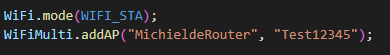 WiFi.mode(WIFI_STA);
WiFiMulti.addAP("MichieldeRouter", "Test12345");